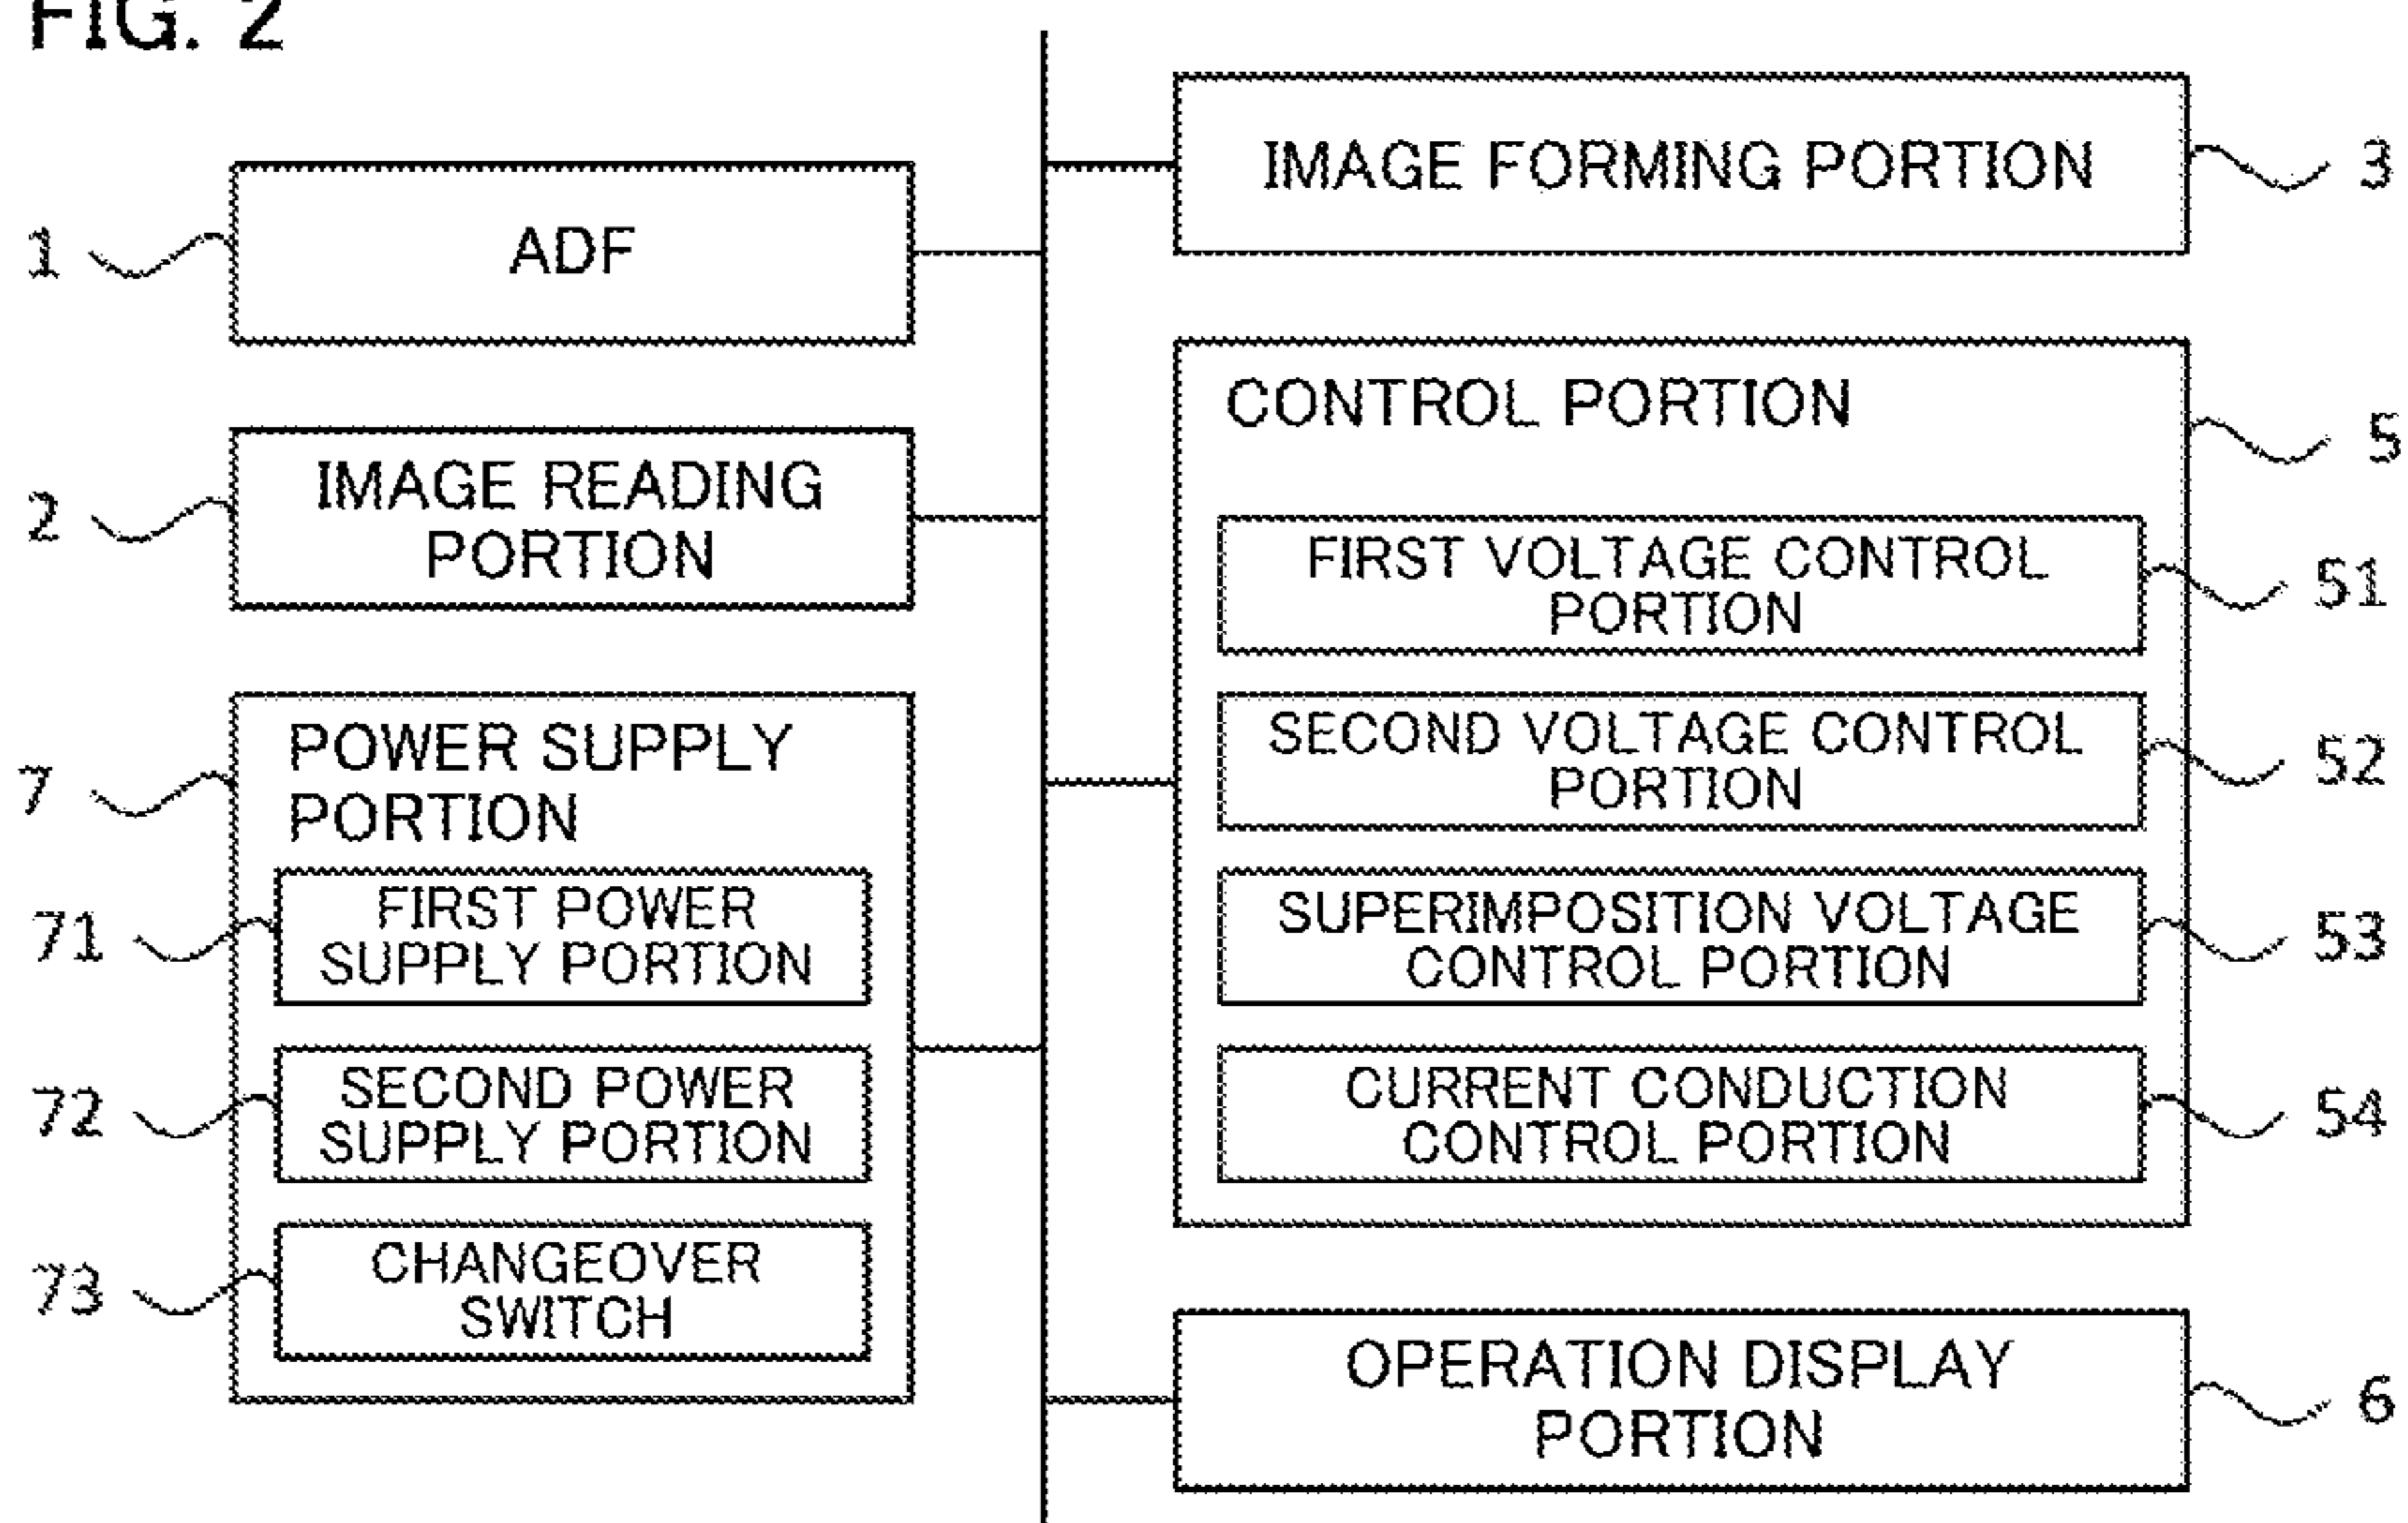 FIG. 2
1
ADF
2
IMAGE READING
PORTION
7
POWER SUPPLY
PORTION
71
FIRST POWER
SUPPLY PORTION
72
SECOND POWER
SUPPLY PORTION
73
CHANGEOVER
SWITCH
IMAGE FORMING PORTION
3
CONTROL PORTION
5
FIRST VOLTAGE CONTROL
PORTION
51
SECOND VOLTAGE CONTROL
PORTION
52
SUPERIMPOSITION VOLTAGE
CONTROL PORTION
53
CURRENT CONDUCTION
CONTROL PORTION
54
OPERATION DISPLAY
PORTION
6